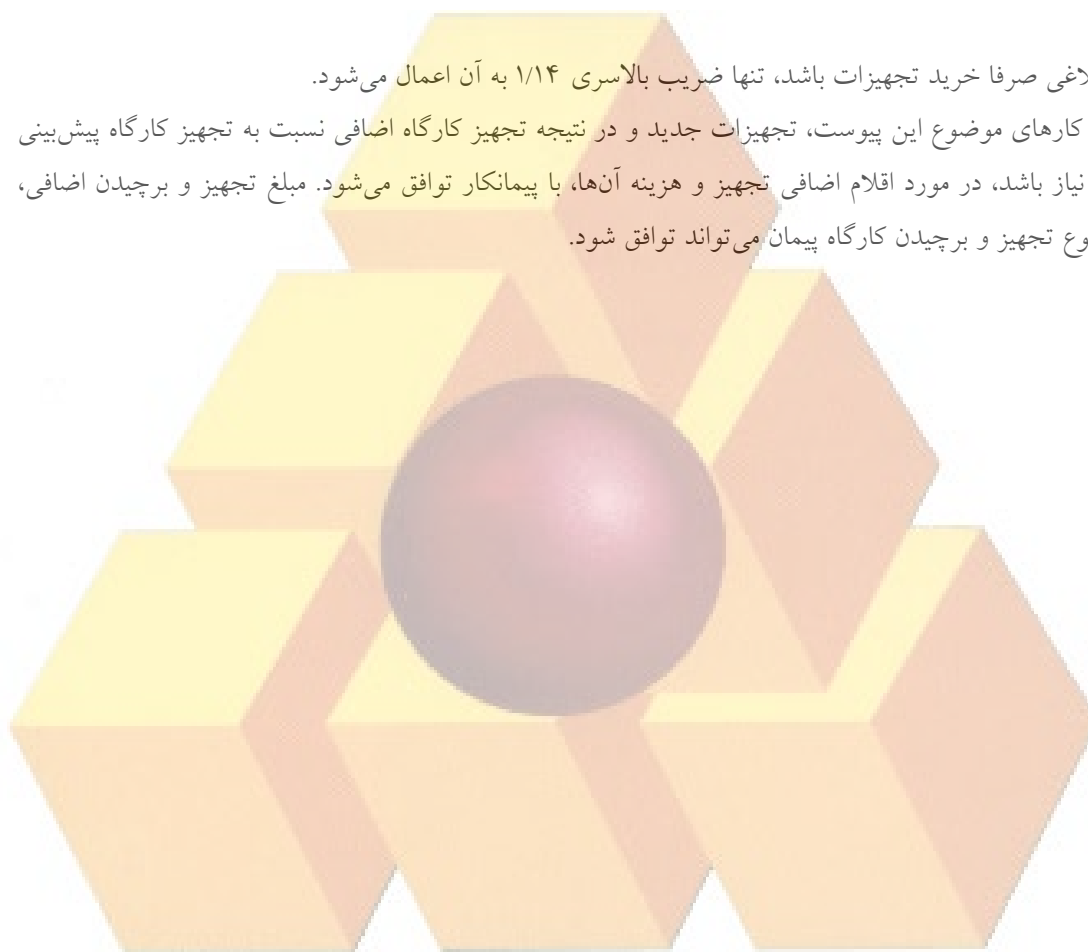 صرفا خرید تجهیزات باشد، تنها ضریب بالاسری ۱/۱۴ به آن اعمال می‌شود.
کارهای موضوع این پیوست، تجهیزات جدید و در نتیجه تجهیز کارگاه اضافی نسبت به تجهیز کارگاه پیش‌بینی
نیاز باشد، در مورد اقلام اضافی تجهیز و هزینه آن‌ها، با پیمانکار توافق می‌شود. مبلغ تجهیز و برچیدن اضافی،
تجهیز و برچیدن کارگاه پیمان می‌تواند توافق شود.